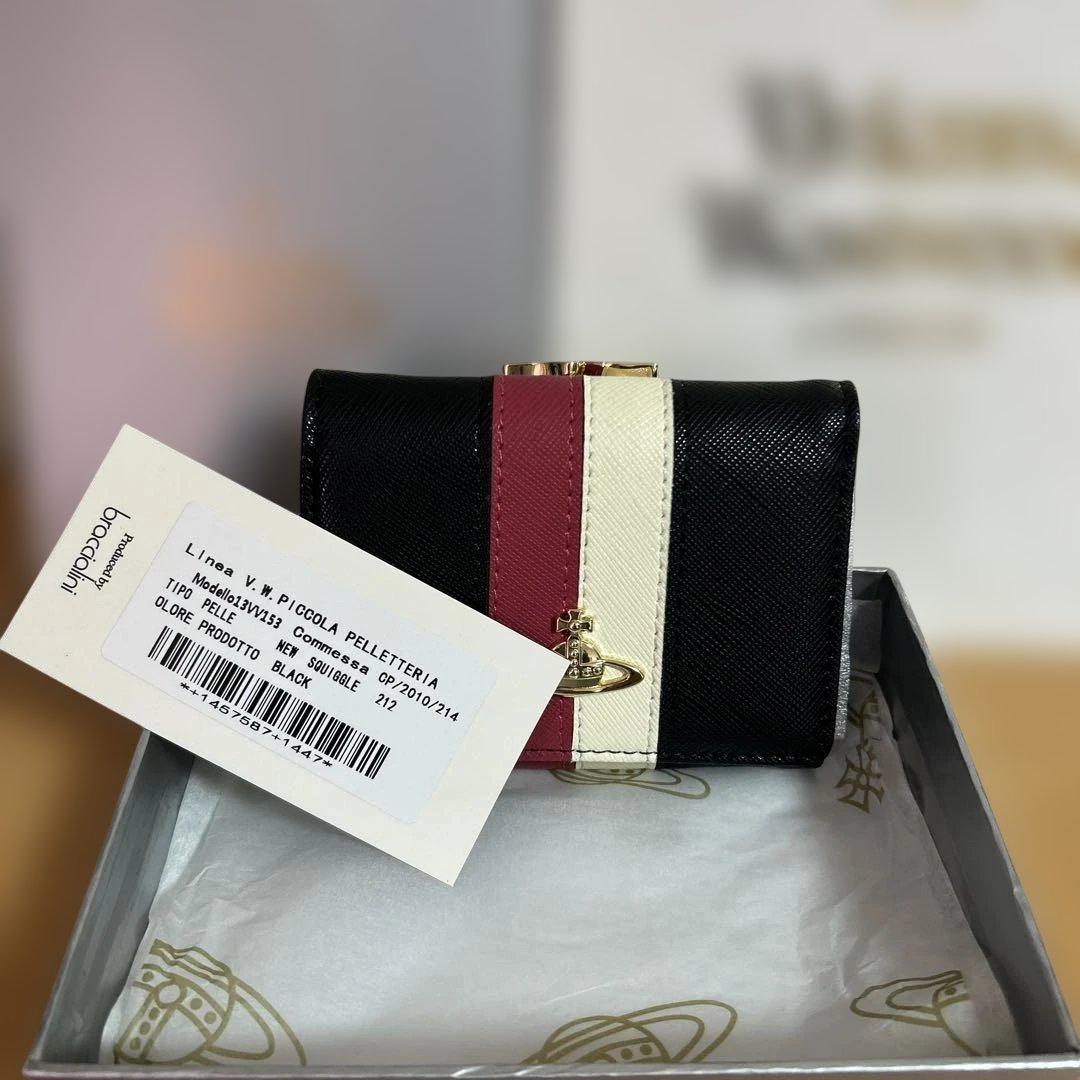 Produced by
braccialini
Linea V.W.PICCOLA PELLETTERIA
Modello13VV153 Commessa CP/2010/214
TIPO PELLE NEW SQUIGGLE 212
OLORE PRODOTTO BLACK
*+1457587+1447*